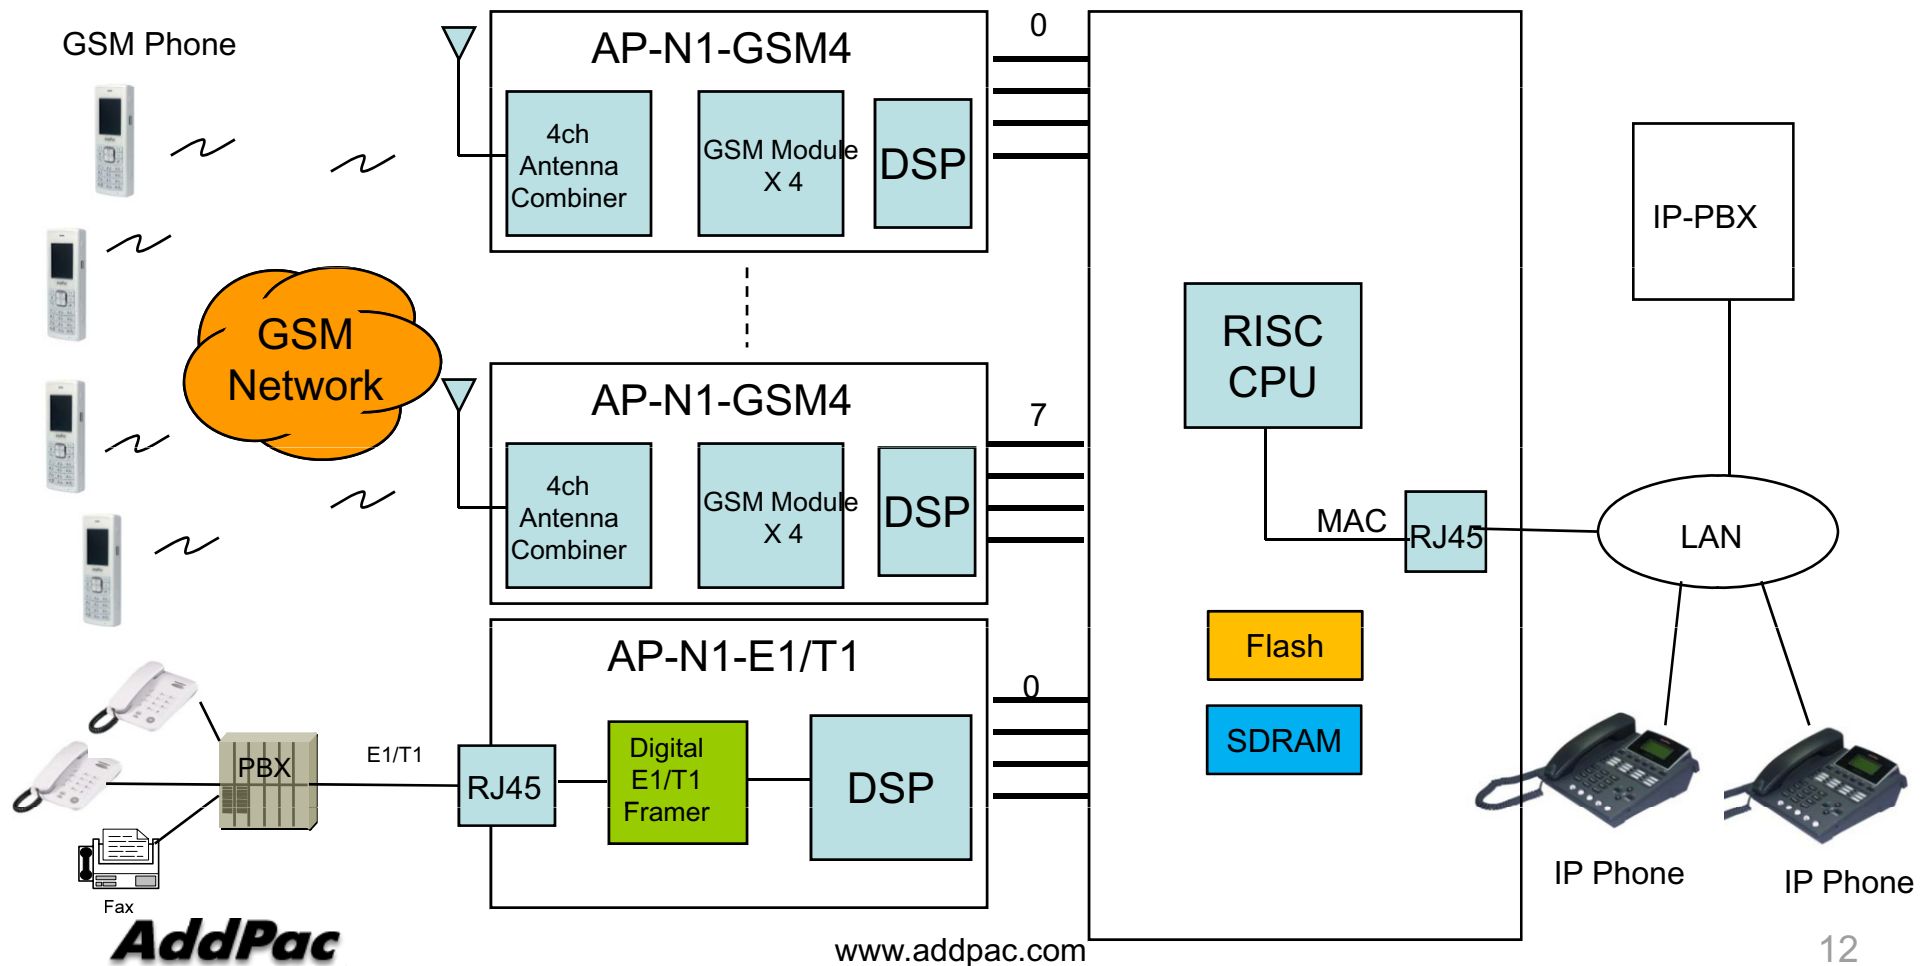 GSM Phone
AP-N1-GSM4
0
4ch
Antenna
Combiner
GSM Module
X 4
DSP
IP-PBX
GSM
Network
RISC
CPU
AP-N1-GSM4
7
4ch
Antenna
Combiner
GSM Module
X 4
DSP
MAC
RJ45
LAN
Flash
AP-N1-E1/T1
0
SDRAM
PBX
E1/T1
RJ45
Digital
E1/T1
Framer
DSP
Fax
IP Phone
IP Phone
AddPac
www.addpac.com
12